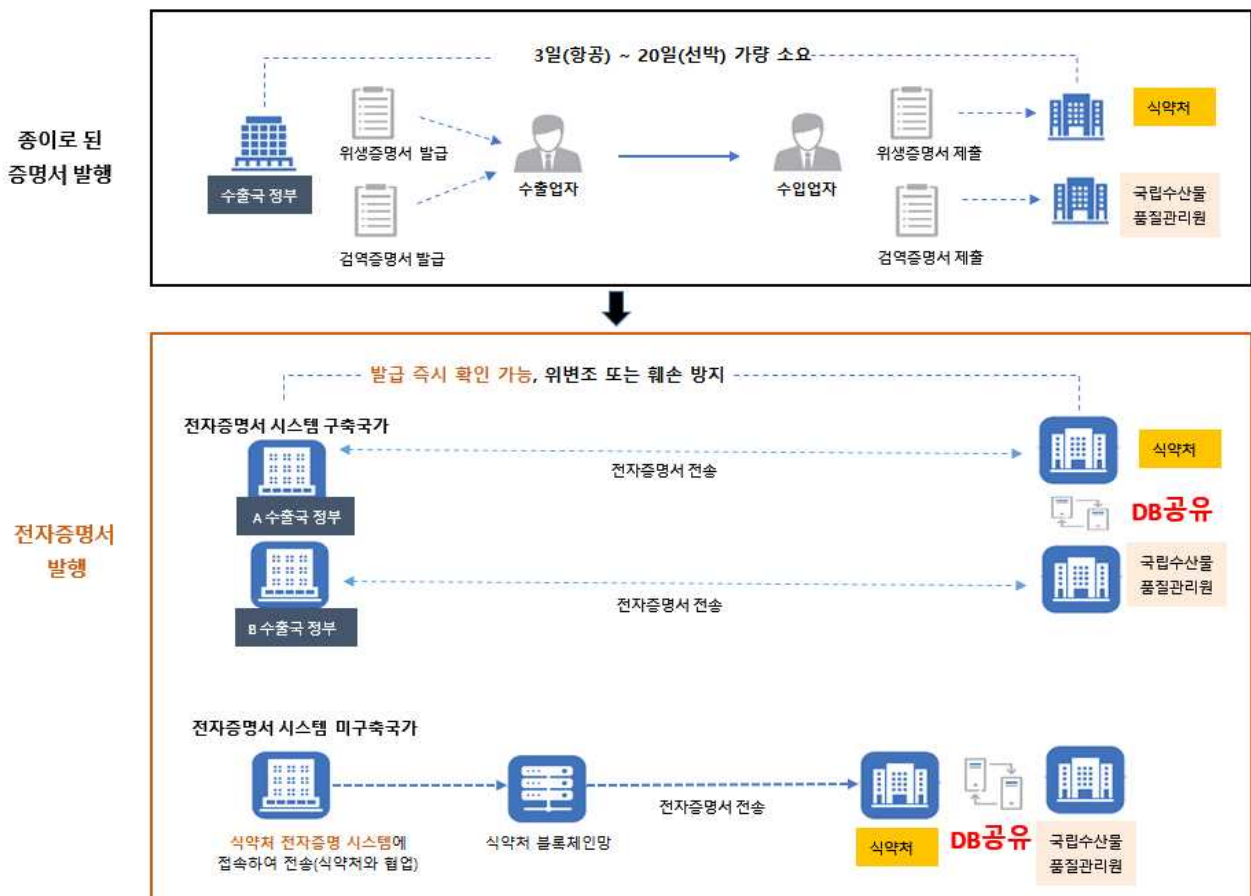 3일(항공) ~ 20일(선박) 가량 소요
종이로 된
증명서 발행
수출국 정부
위생증명서 발급
검역증명서 발급
수출업자
수입업자
위생증명서 제출
검역증명서 제출
식약처
국립수산물
품질관리원
발급 즉시 확인 가능, 위변조 또는 훼손 방지
전자증명서
발행
전자증명서 시스템 구축국가
A 수출국 정부
전자증명서 전송
식약처
DB공유
B 수출국 정부
전자증명서 전송
국립수산물
품질관리원
전자증명서 시스템 미구축국가
식약처 전자증명 시스템에
접속하여 전송(식약처와 협업)
식약처 블록체인망
전자증명서 전송
식약처
DB공유
국립수산물
품질관리원